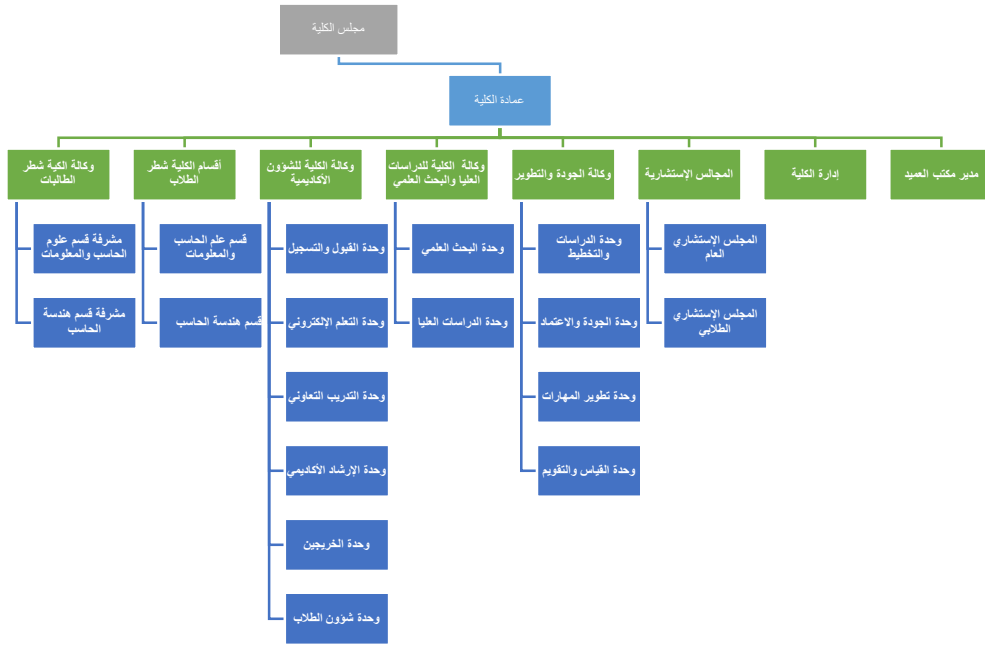 مجلس الكلية
عمادة الكلية
مدير مكتب العميد
إدارة الكلية
المجالس الإستشارية
المجلس الإستشاري
العام
المجلس الإستشاري
الطلابي
وكالة الجودة والتطوير
وحدة الدراسات
والتخطيط
وحدة الجودة والاعتماد
وحدة تطوير المهارات
وحدة القياس والتقويم
وكالة الكلية للدراسات
العليا والبحث العلمي
وحدة البحث العلمي
وحدة الدراسات العليا
وكالة الكلية للشؤون
الأكاديمية
وحدة القبول والتسجيل
وحدة التعلم الإلكتروني
وحدة التدريب التعاوني
وحدة الإرشاد الأكاديمي
وحدة الخريجين
وحدة شؤون الطلاب
أقسام الكلية شطر
الطلاب
قسم علم الحاسب
والمعلومات
قسم هندسة الحاسب
وكالة الكية شطر
الطالبات
مشرفة قسم علوم
الحاسب والمعلومات
مشرفة قسم هندسة
الحاسب